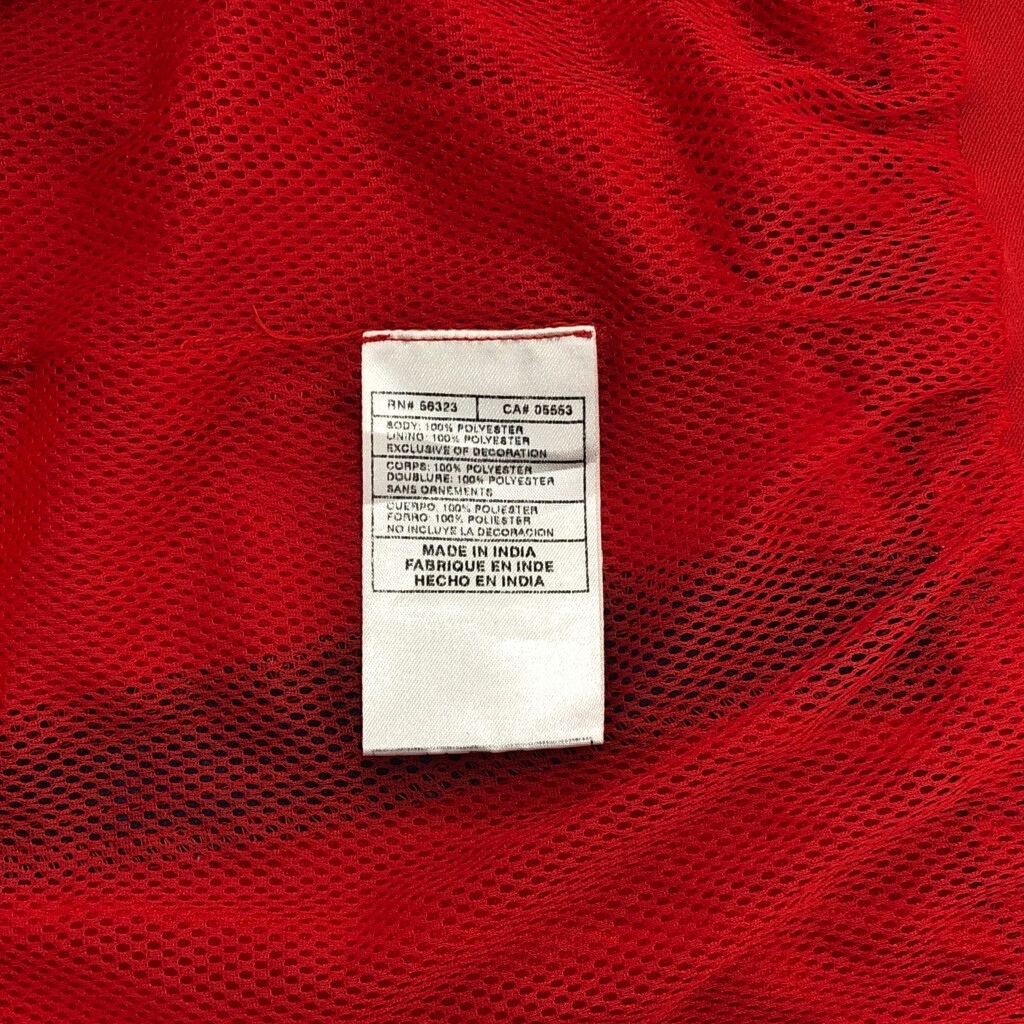 RN# 56323 CA# 05553
BODY: 100% POLYESTER
LINING: 100% POLYESTER
EXCLUSIVE OF DECORATION
CORPS: 100% POLYESTER
DOUBLURE: 100% POLYESTER
SANS ORNEMENTS
CUERPO: 100% POLIESTER
FORRO: 100% POLIESTER
NO INCLUYE LA DECORACION
MADE IN INDIA
FABRIQUE EN INDE
HECHO EN INDIA